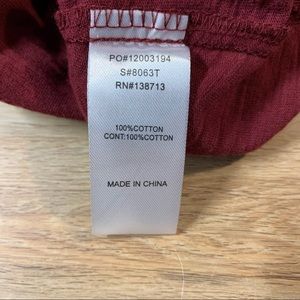 PO#12003194
S#8063T
RN#138713
100%COTTON
CONT:100%COTTON
MADE IN CHINA